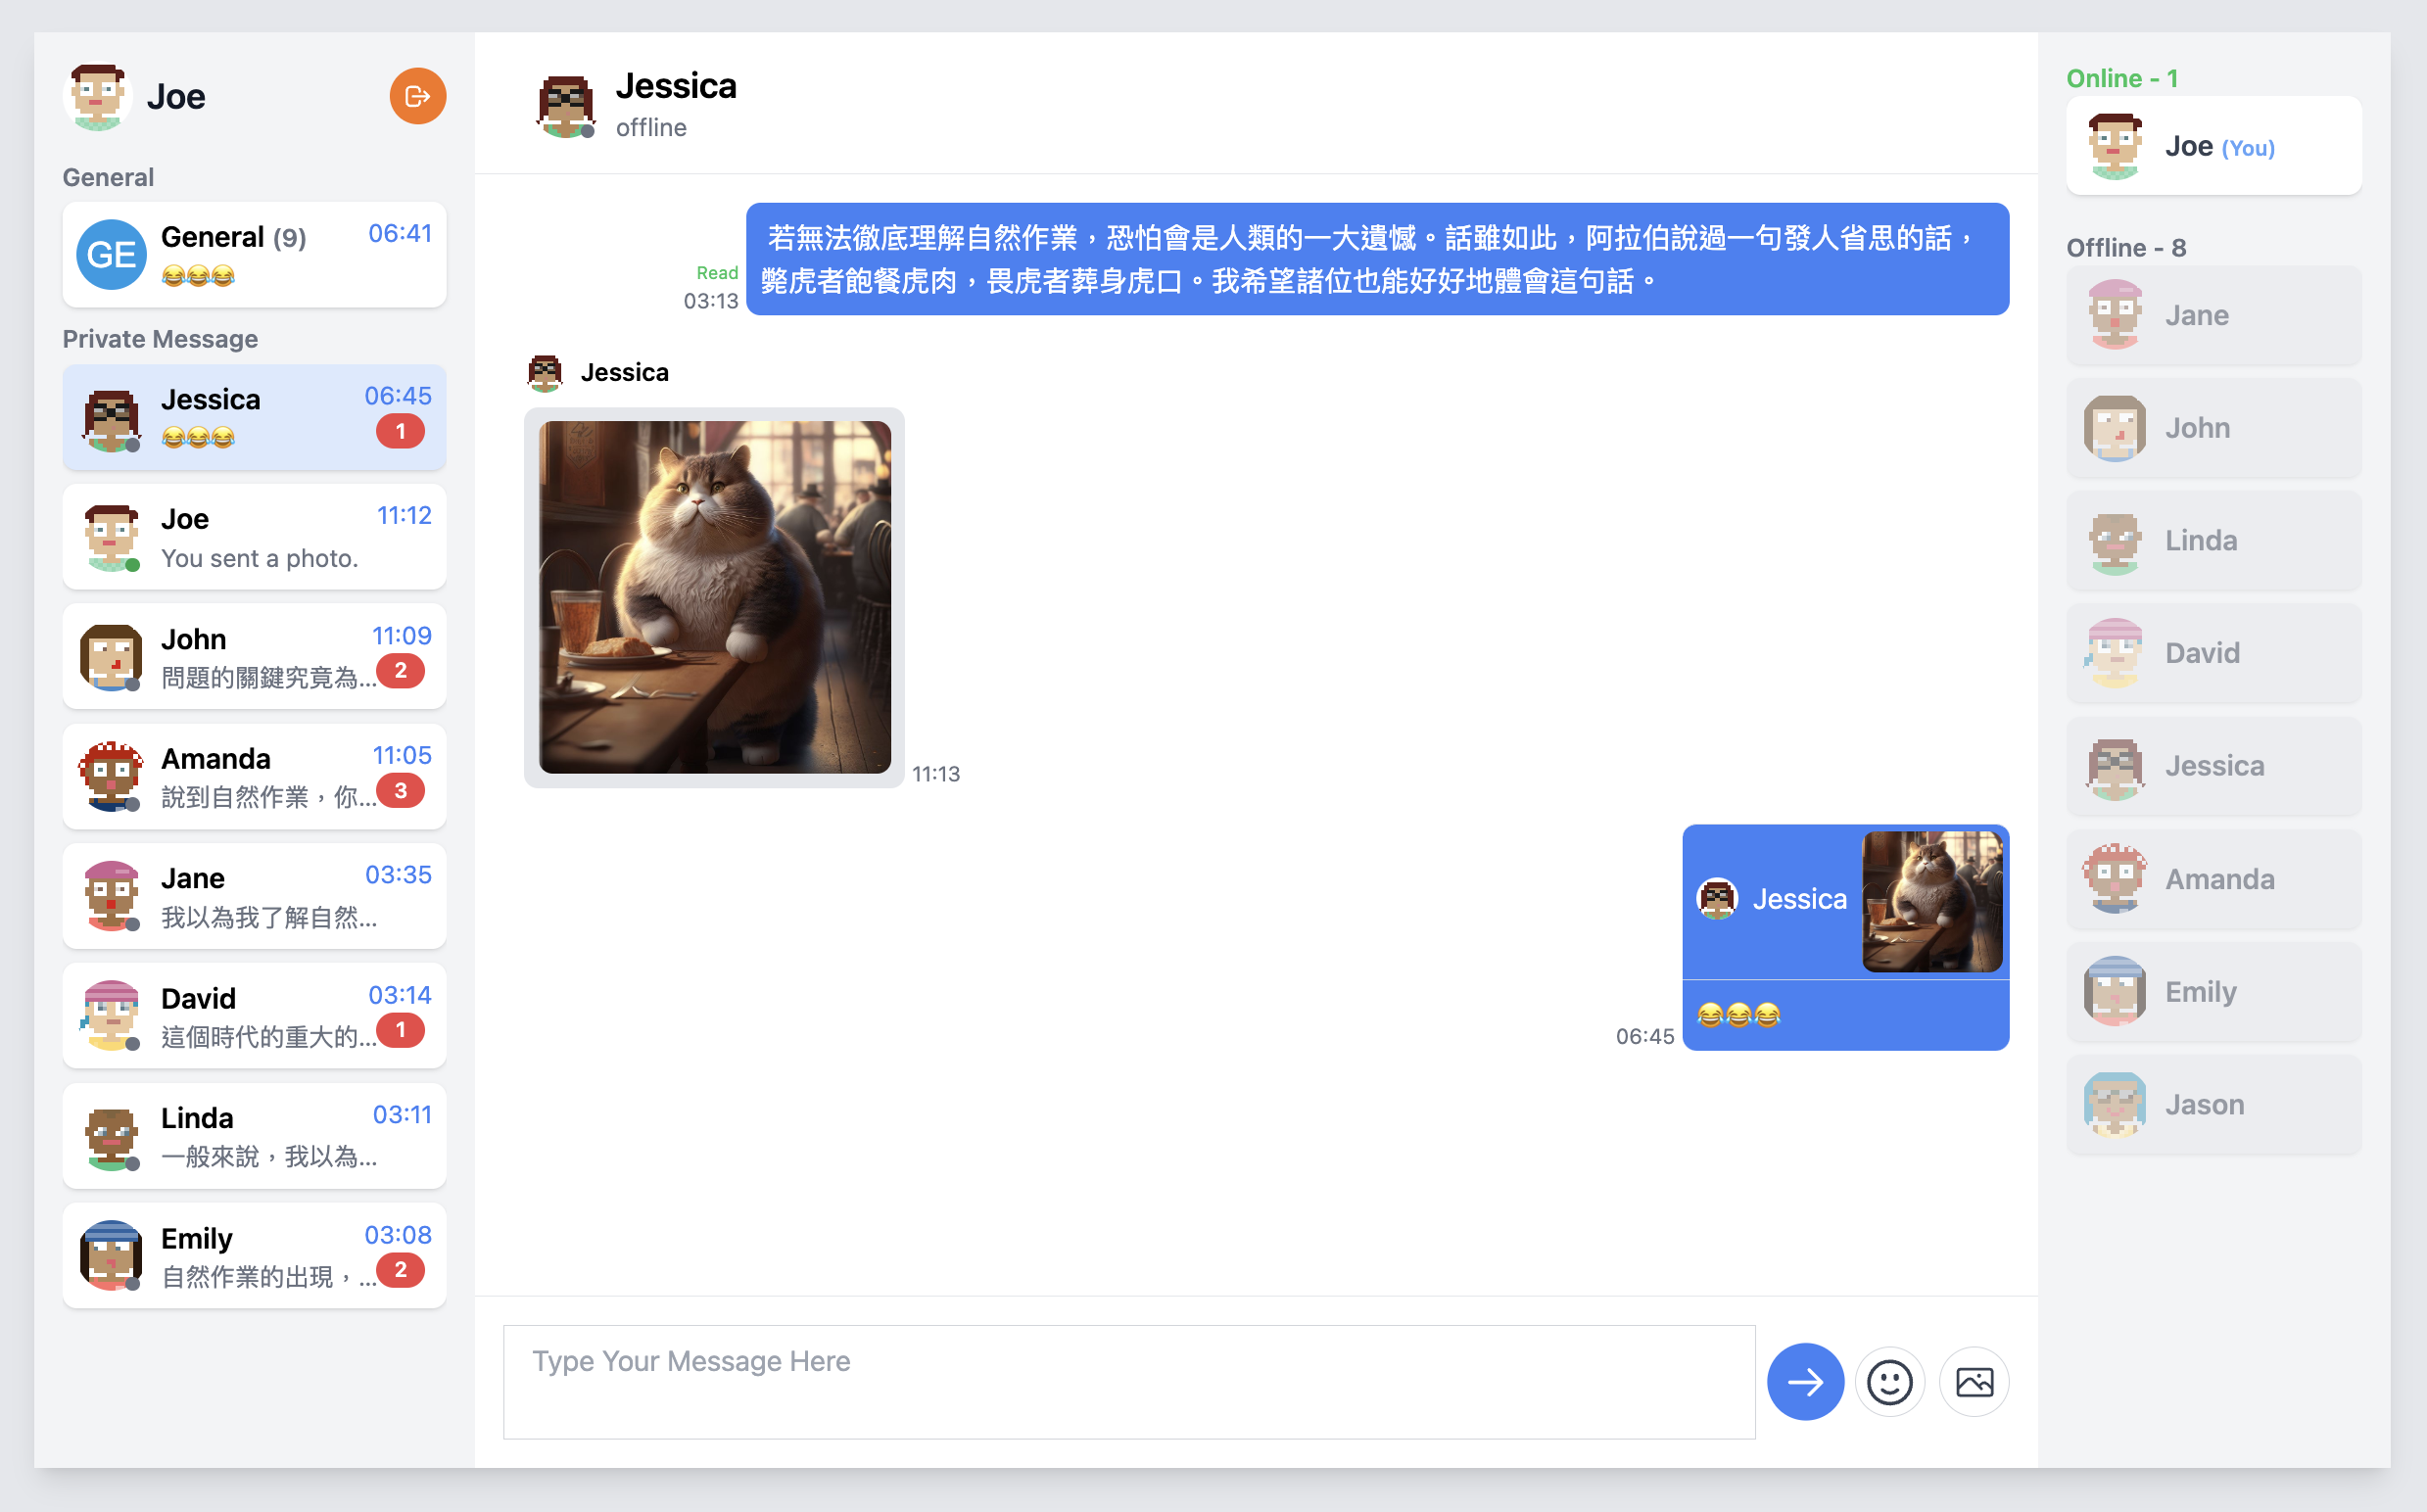 Joe
General
GE
General (9)
06:41
😂😂😂
Private Message
Jessica
06:45
😂😂😂
1
Joe
11:12
You sent a photo.
John
11:09
問題的關鍵究竟為...
2
Amanda
11:05
說到自然作業，你...
3
Jane
03:35
我以為我了解自然...
David
03:14
這個時代的重大的...
1
Linda
03:11
一般來說，我以為...
Emily
03:08
自然作業的出現，...
2
Jessica
offline
若無法徹底理解自然作業，恐怕會是人類的一大遺憾。話雖如此，阿拉伯說過一句發人省思的話，
斃虎者飽餐虎肉，畏虎者葬身虎口。我希望諸位也能好好地體會這句話。
Read
03:13
Jessica
11:13
Jessica
😂😂😂
06:45
Type Your Message Here
Online - 1
Joe (You)
Offline - 8
Jane
John
Linda
David
Jessica
Amanda
Emily
Jason